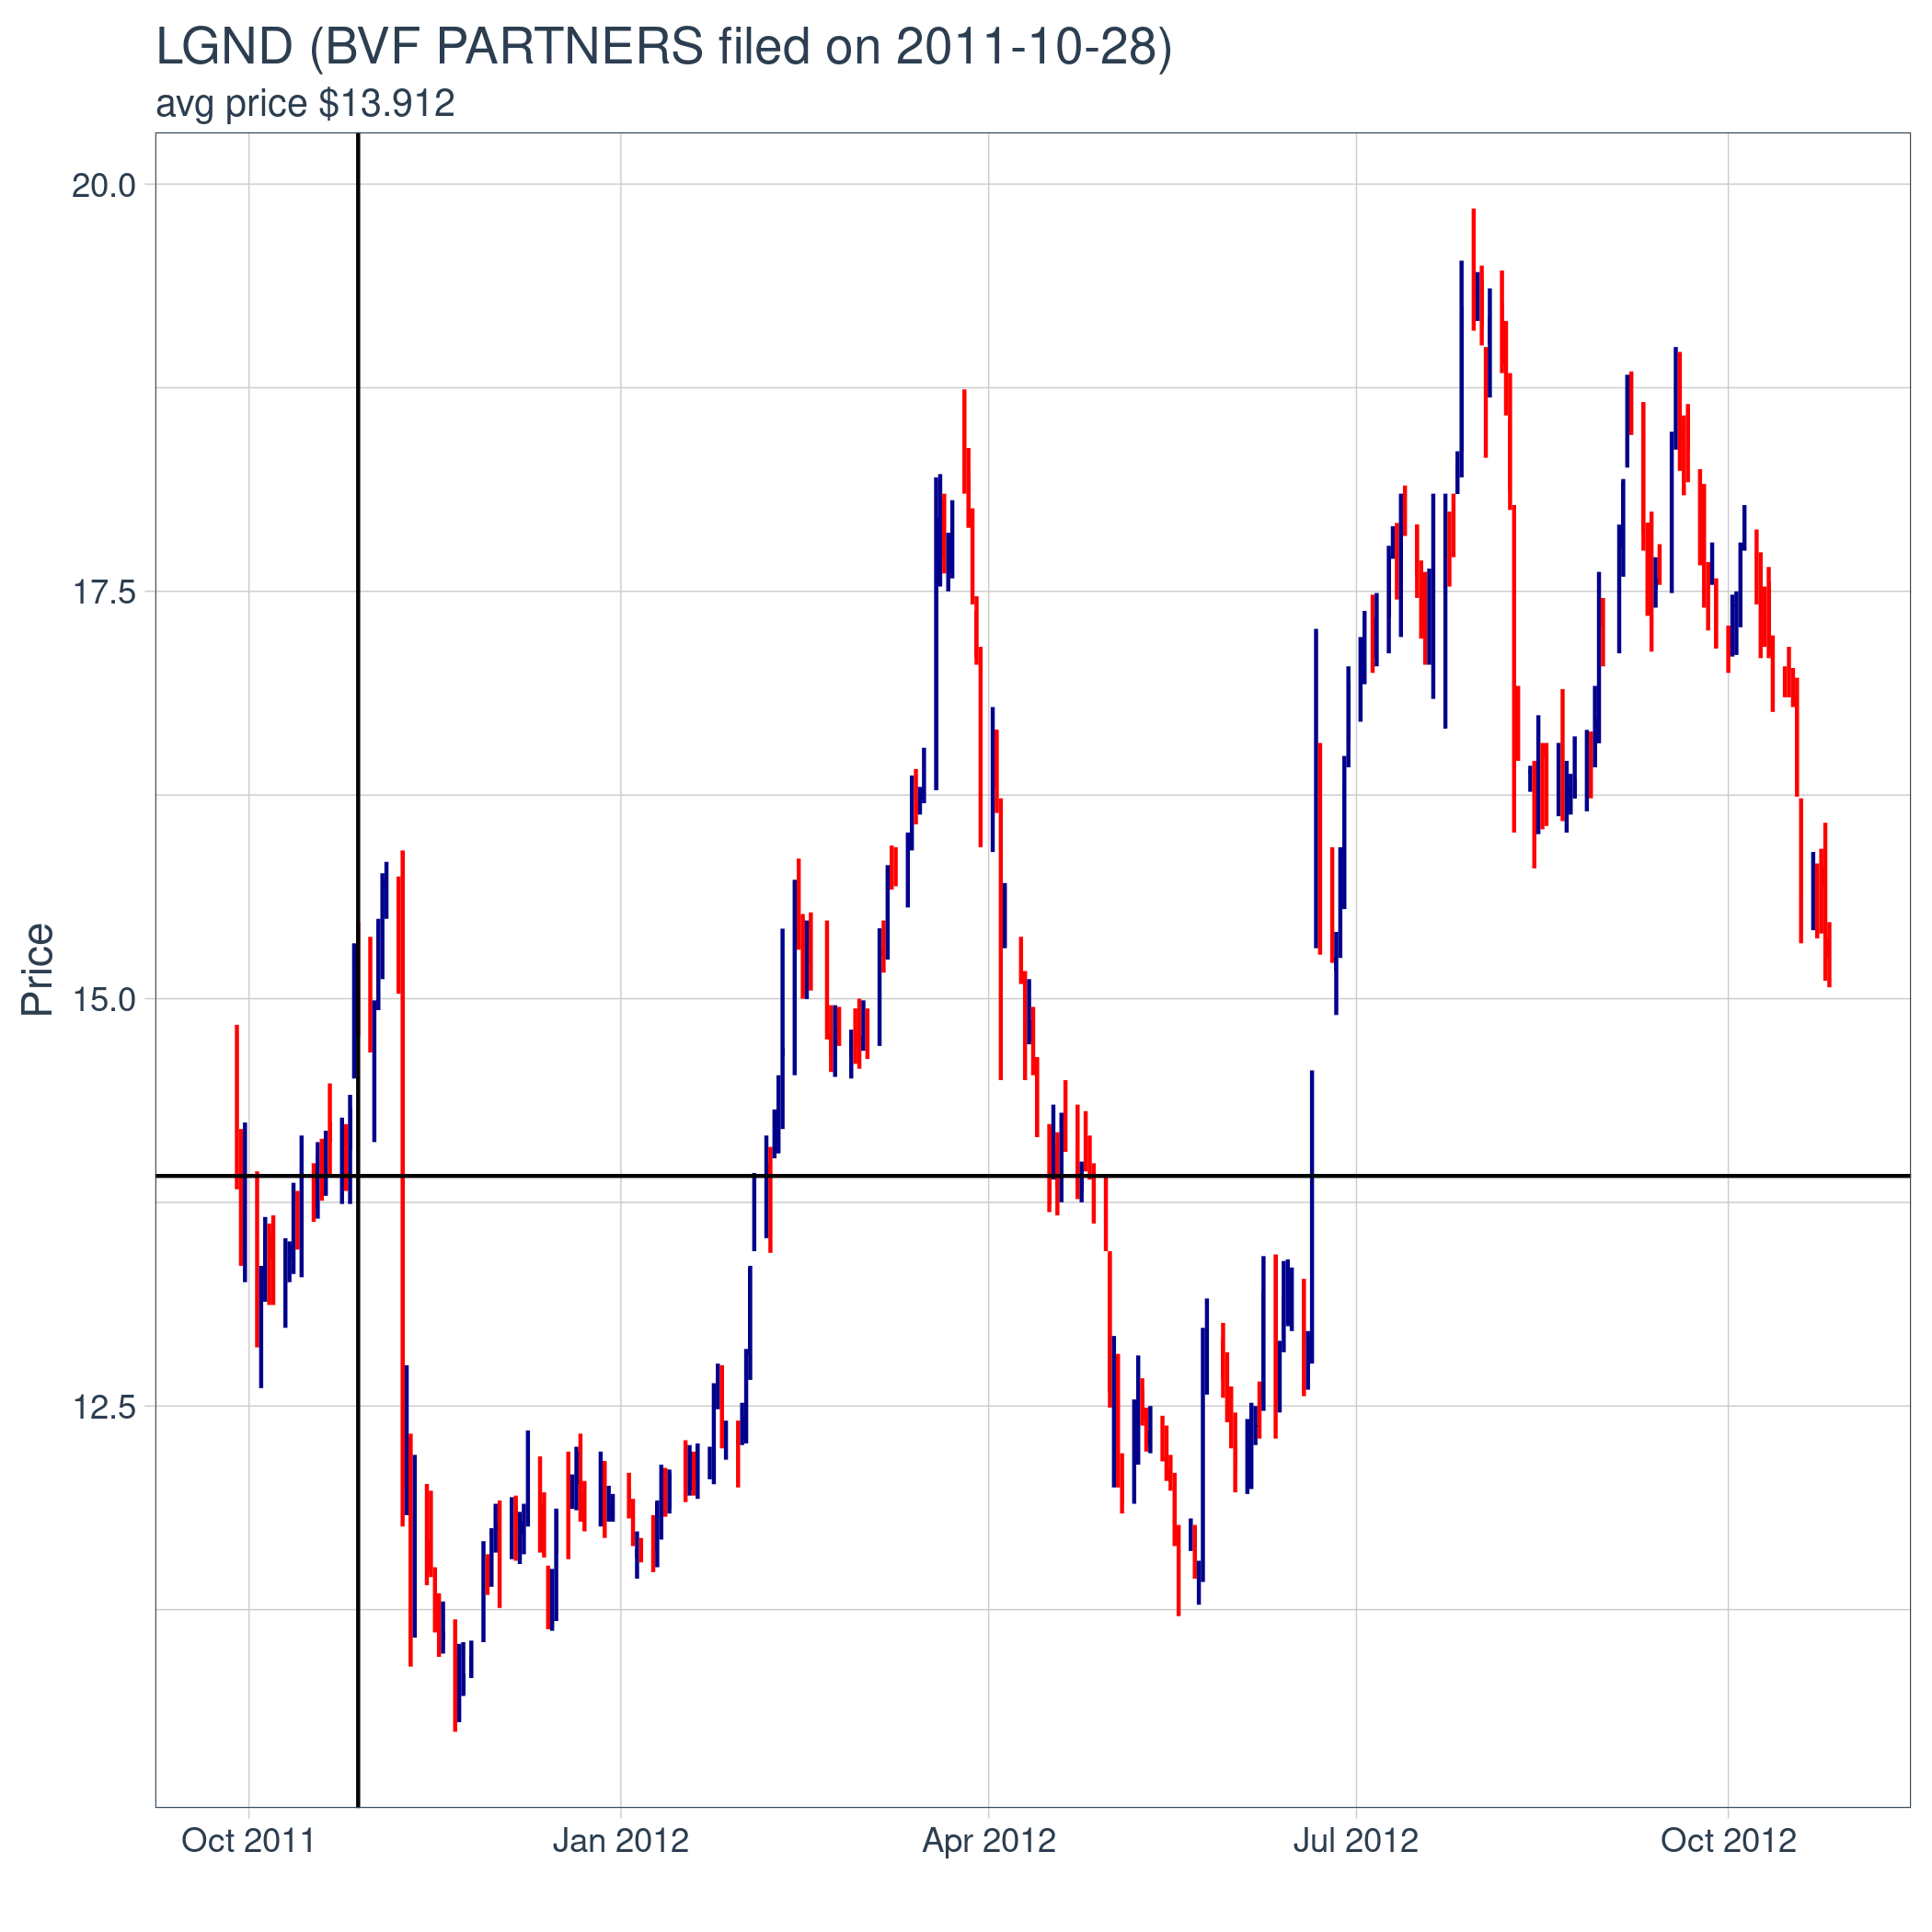 LGND (BVF PARTNERS filed on 2011-10-28)
avg price $13.912
20.0
17.5
15.0
12.5
Price
Oct 2011
Jan 2012
Apr 2012
Jul 2012
Oct 2012